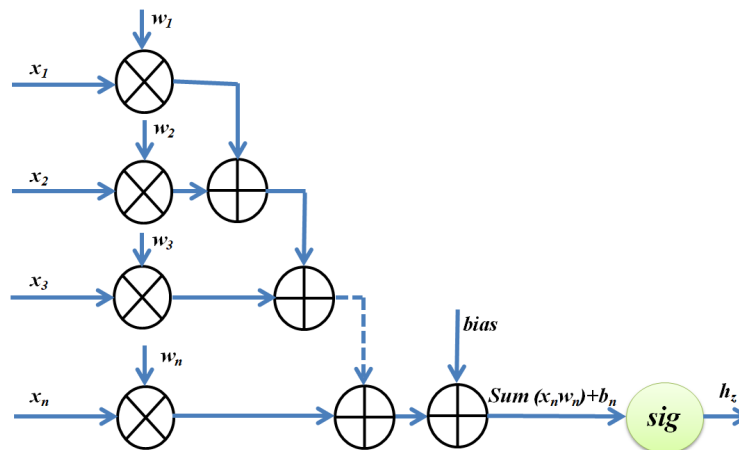 w1
x1
w2
x2
w3
x3
bias
wn
xn
Sum (xnwn)+bn
sig
hz